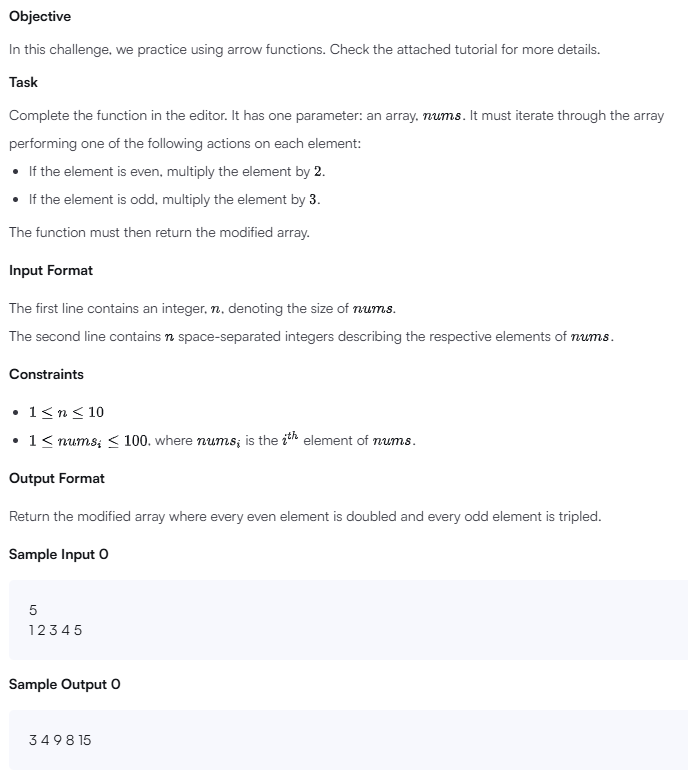 Objective
In this challenge, we practice using arrow functions. Check the attached tutorial for more details.
Task
Complete the function in the editor. It has one parameter: an array, nums. It must iterate through the array
performing one of the following actions on each element:
• If the element is even, multiply the element by 2.
• If the element is odd, multiply the element by 3.
The function must then return the modified array.
Input Format
The first line contains an integer, n, denoting the size of nums.
The second line contains n space-separated integers describing the respective elements of nums.
Constraints
• 1 ≤ n ≤ 10
• 1 ≤ numsᵢ ≤ 100, where numsᵢ is the iᵗʰ element of nums.
Output Format
Return the modified array where every even element is doubled and every odd element is tripled.
Sample Input 0
5
1 2 3 4 5
Sample Output 0
3 4 9 8 15